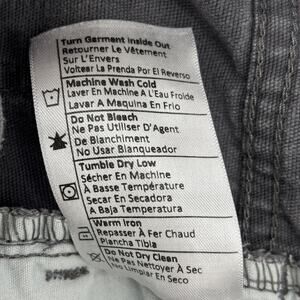 Turn Garment Inside Out
Retourner Le Vêtement
Sur L'Envers
Voltear La Prenda Por El Reverso
Machine Wash Cold
Laver En Machine A L'Eau Froide
Lavar A Maquina En Frio
Do Not Bleach
Ne Pas Utiliser D'Agent
De Blanchiment
No Usar Blanqueador
Tumble Dry Low
Sécher En Machine
À Basse Température
Secar En Secadora
A Baja Temperatura
Warm Iron
Repasser À Fer Chaud
Plancha Tibia
Do Not Dry Clean
Ne Pas Nettoyer À Sec
No Limpiar En Seco